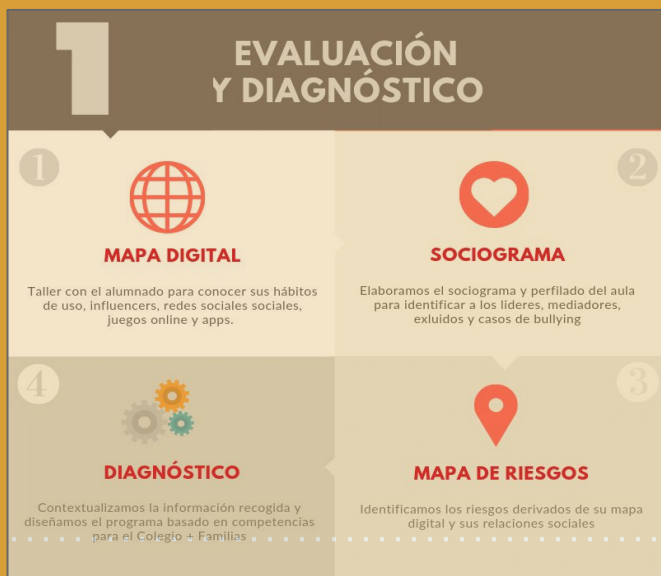 1
EVALUACIÓN
Y DIAGNÓSTICO
1
MAPA DIGITAL
Taller con el alumnado para conocer sus hábitos
de uso, influencers, redes sociales sociales,
juegos online y apps.
2
SOCIOGRAMA
Elaboramos el sociograma y perfilado del aula
para identificar a los lideres, mediadores,
exluidos y casos de bullying
3
MAPA DE RIESGOS
Identificamos los riesgos derivados de su mapa
digital y sus relaciones sociales
4
DIAGNÓSTICO
Contextualizamos la información recogida y
diseñamos el programa basado en competencias
para el Colegio + Familias